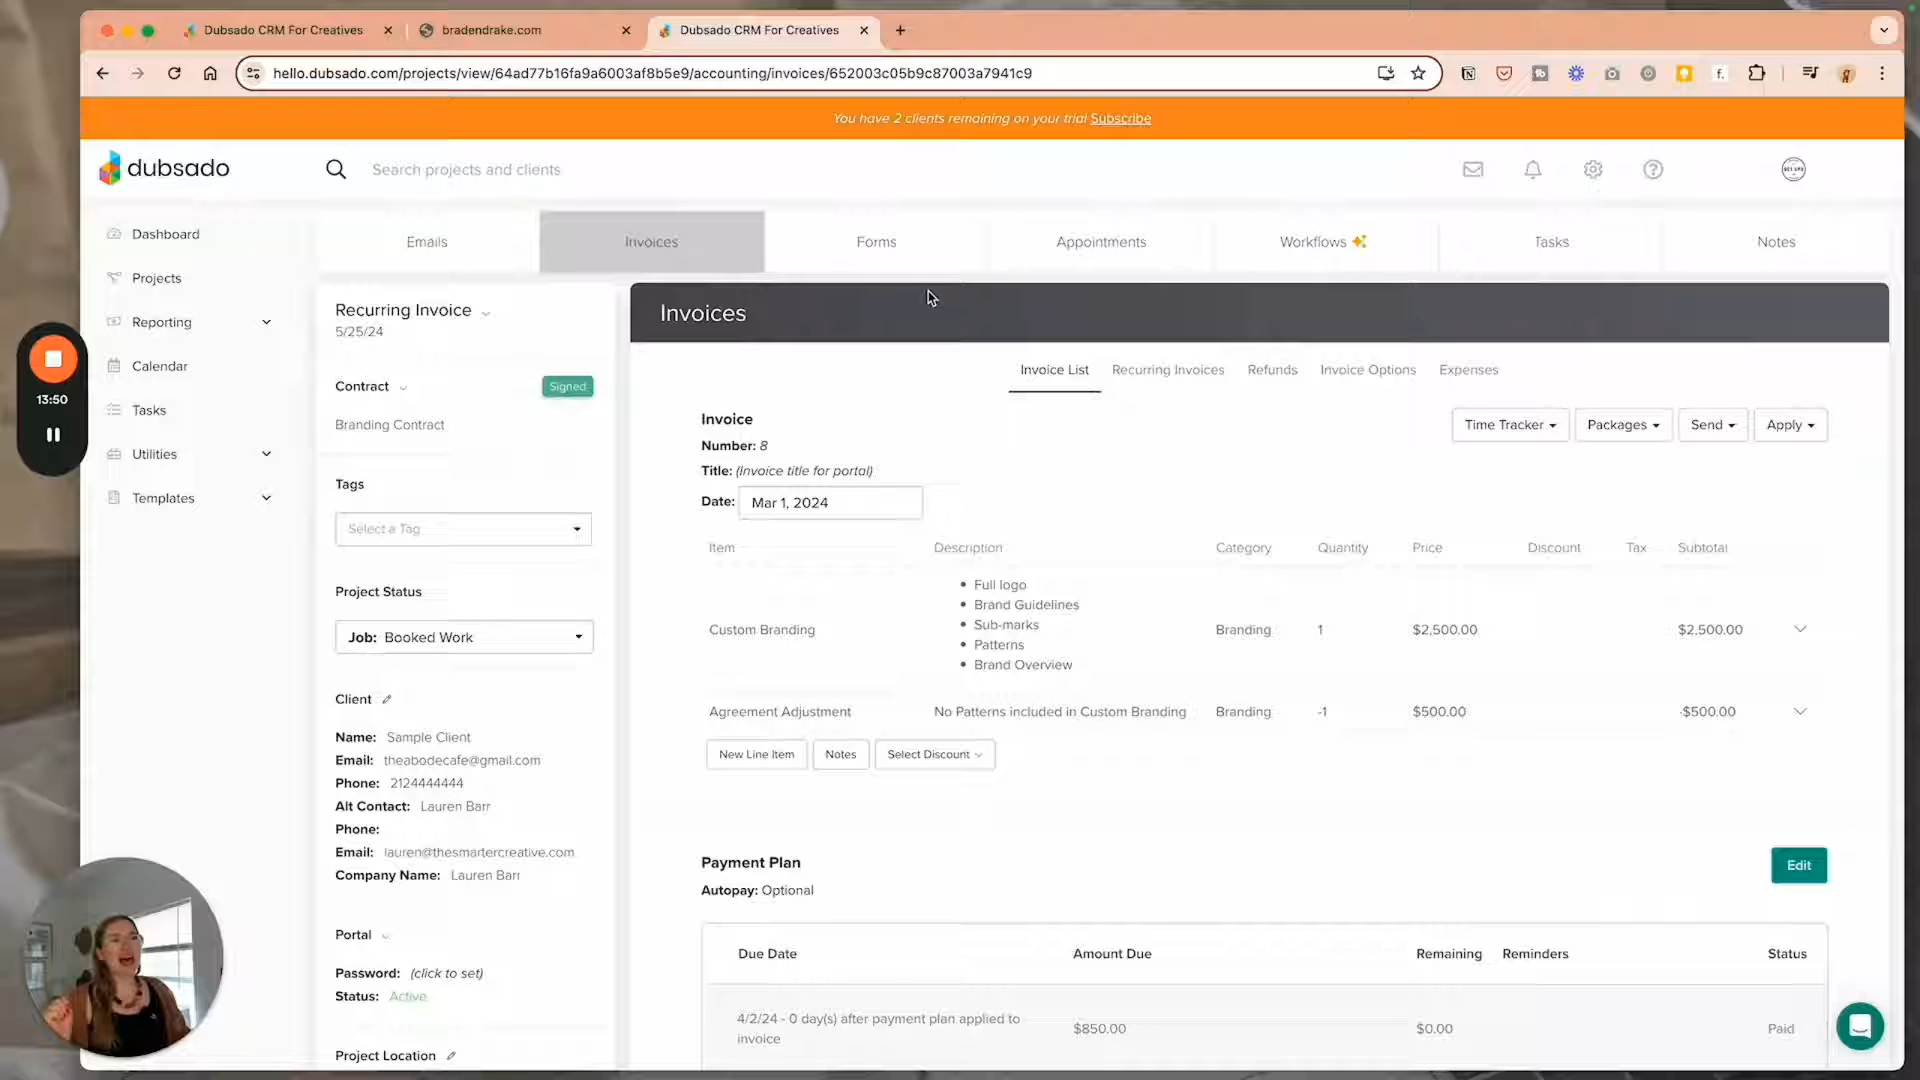 Dubsado CRM For Creatives
bradendrake.com
Dubsado CRM For Creatives
hello.dubsado.com/projects/view/64ad77b16fa9a6003af8b5e9/accounting/invoices/652003c05b9c87003a7941c9
You have 2 clients remaining on your trial Subscribe
dubsado
Search projects and clients
Dashboard
Projects
Reporting
Calendar
Tasks
Utilities
Templates
13:50
Emails
Invoices
Forms
Appointments
Workflows
Tasks
Notes
Recurring Invoice
5/25/24
Contract
Signed
Branding Contract
Tags
Select a Tag
Project Status
Job: Booked Work
Client
Name: Sample Client
Email: theabodecafe@gmail.com
Phone: 2124444444
Alt Contact: Lauren Barr
Phone:
Email: lauren@thesmartercreative.com
Company Name: Lauren Barr
Portal
Password: (click to set)
Status: Active
Project Location
Invoices
Invoice List
Recurring Invoices
Refunds
Invoice Options
Expenses
Invoice
Number: 8
Title: (Invoice title for portal)
Date: Mar 1, 2024
Time Tracker
Packages
Send
Apply
Item Description Category Quantity Price Discount Tax Subtotal
• Full logo
• Brand Guidelines
Custom Branding • Sub-marks Branding 1 $2,500.00 $2,500.00
• Patterns
• Brand Overview
Agreement Adjustment No Patterns included in Custom Branding Branding -1 $500.00 -$500.00
New Line Item
Notes
Select Discount
Payment Plan
Edit
Autopay: Optional
Due Date Amount Due Remaining Reminders Status
4/2/24 - 0 day(s) after payment plan applied to
invoice
$850.00 $0.00 Paid